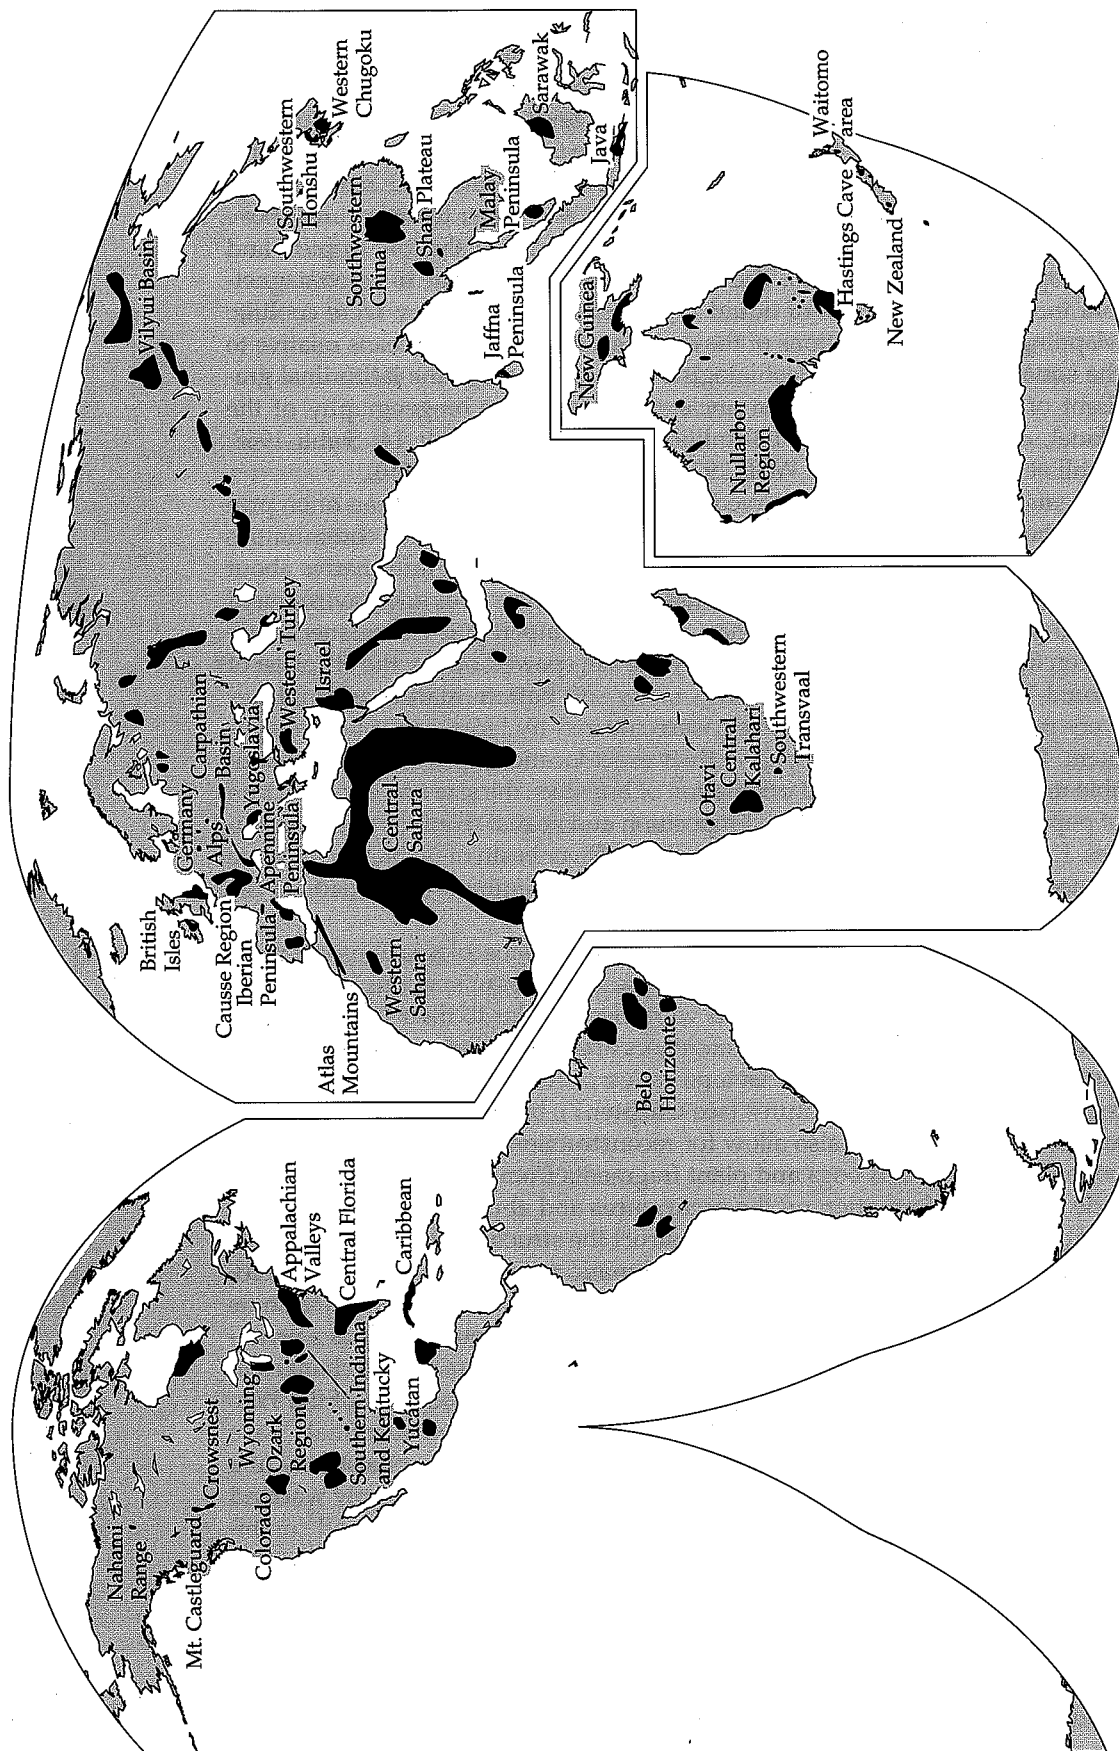 Nahami
Range
Mt. Castleguard
Crowsnest
Wyoming
Colorado
Ozark
Region
Southern Indiana
and Kentucky
Yucatan
Appalachian
Valleys
Central Florida
Caribbean
Belo
Horizonte
British
Isles
Causse Region
Iberian
Peninsula
Atlas
Mountains
Germany
Alps
Carpathian
Basin
Yugoslavia
Apennine
Peninsula
Western Turkey
Israel
Western
Sahara
Central
Sahara
Otavi
Central
Kalahari
Southwestern
Transvaal
Vilyui Basin
Southwestern
Honshu
Western
Chugoku
Southwestern
China
Shan Plateau
Jaffna
Peninsula
Malay
Peninsula
Sarawak
Java
New Guinea
Nullarbor
Region
Hastings Cave
New Zealand
Waitomo
area